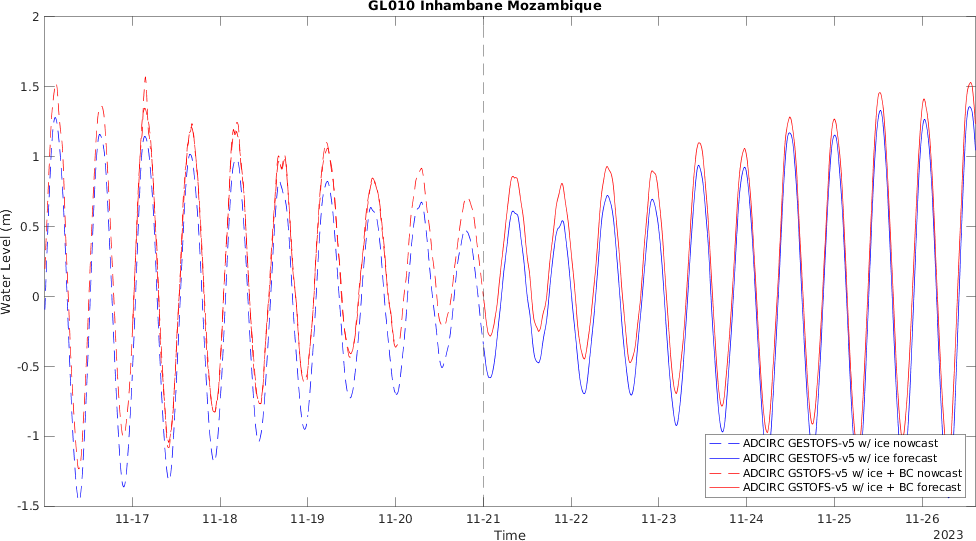 GL010 Inhambane Mozambique
Water Level (m)
2
1.5
1
0.5
0
-0.5
-1
-1.5
ADCIRC GESTOFS-v5 w/ ice nowcast
ADCIRC GESTOFS-v5 w/ ice forecast
ADCIRC GSTOFS-v5 w/ ice + BC nowcast
ADCIRC GSTOFS-v5 w/ ice + BC forecast
11-17 11-18 11-19 11-20 11-21 11-22 11-23 11-24 11-25 11-26
Time
2023